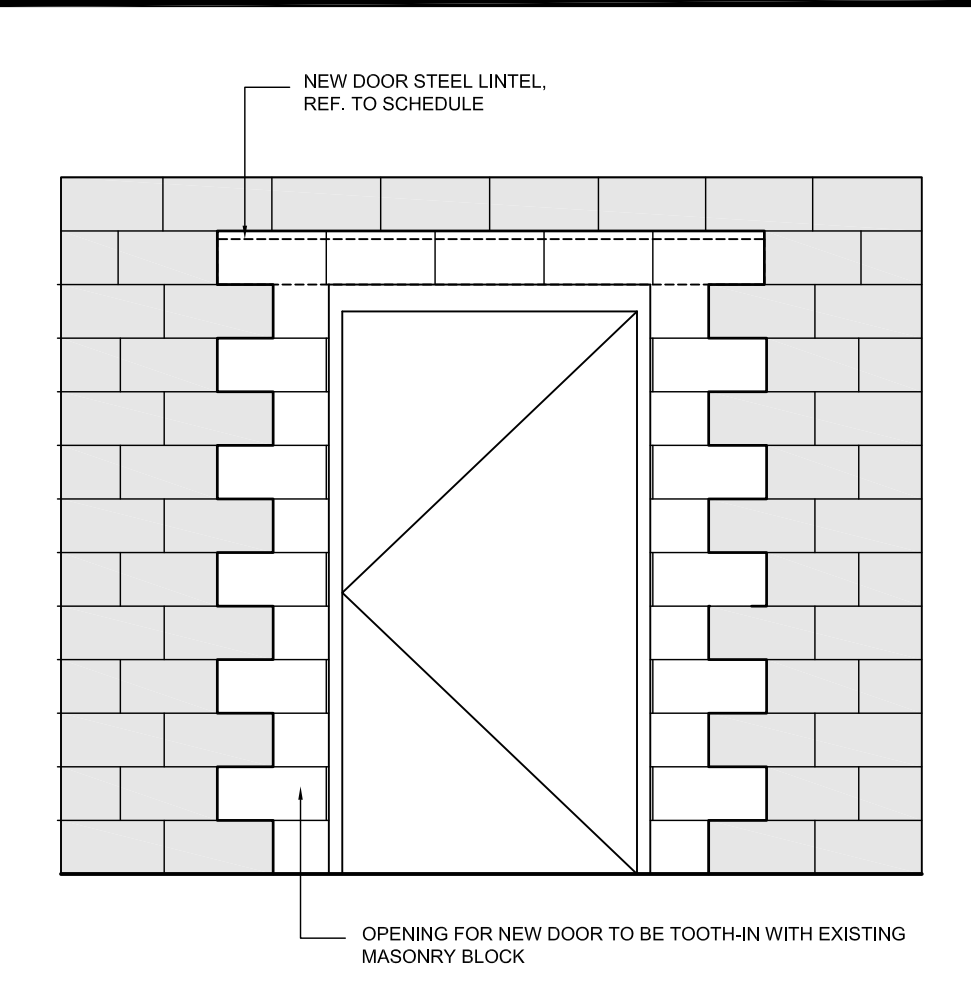 NEW DOOR STEEL LINTEL,
REF. TO SCHEDULE
OPENING FOR NEW DOOR TO BE TOOTH-IN WITH EXISTING
MASONRY BLOCK